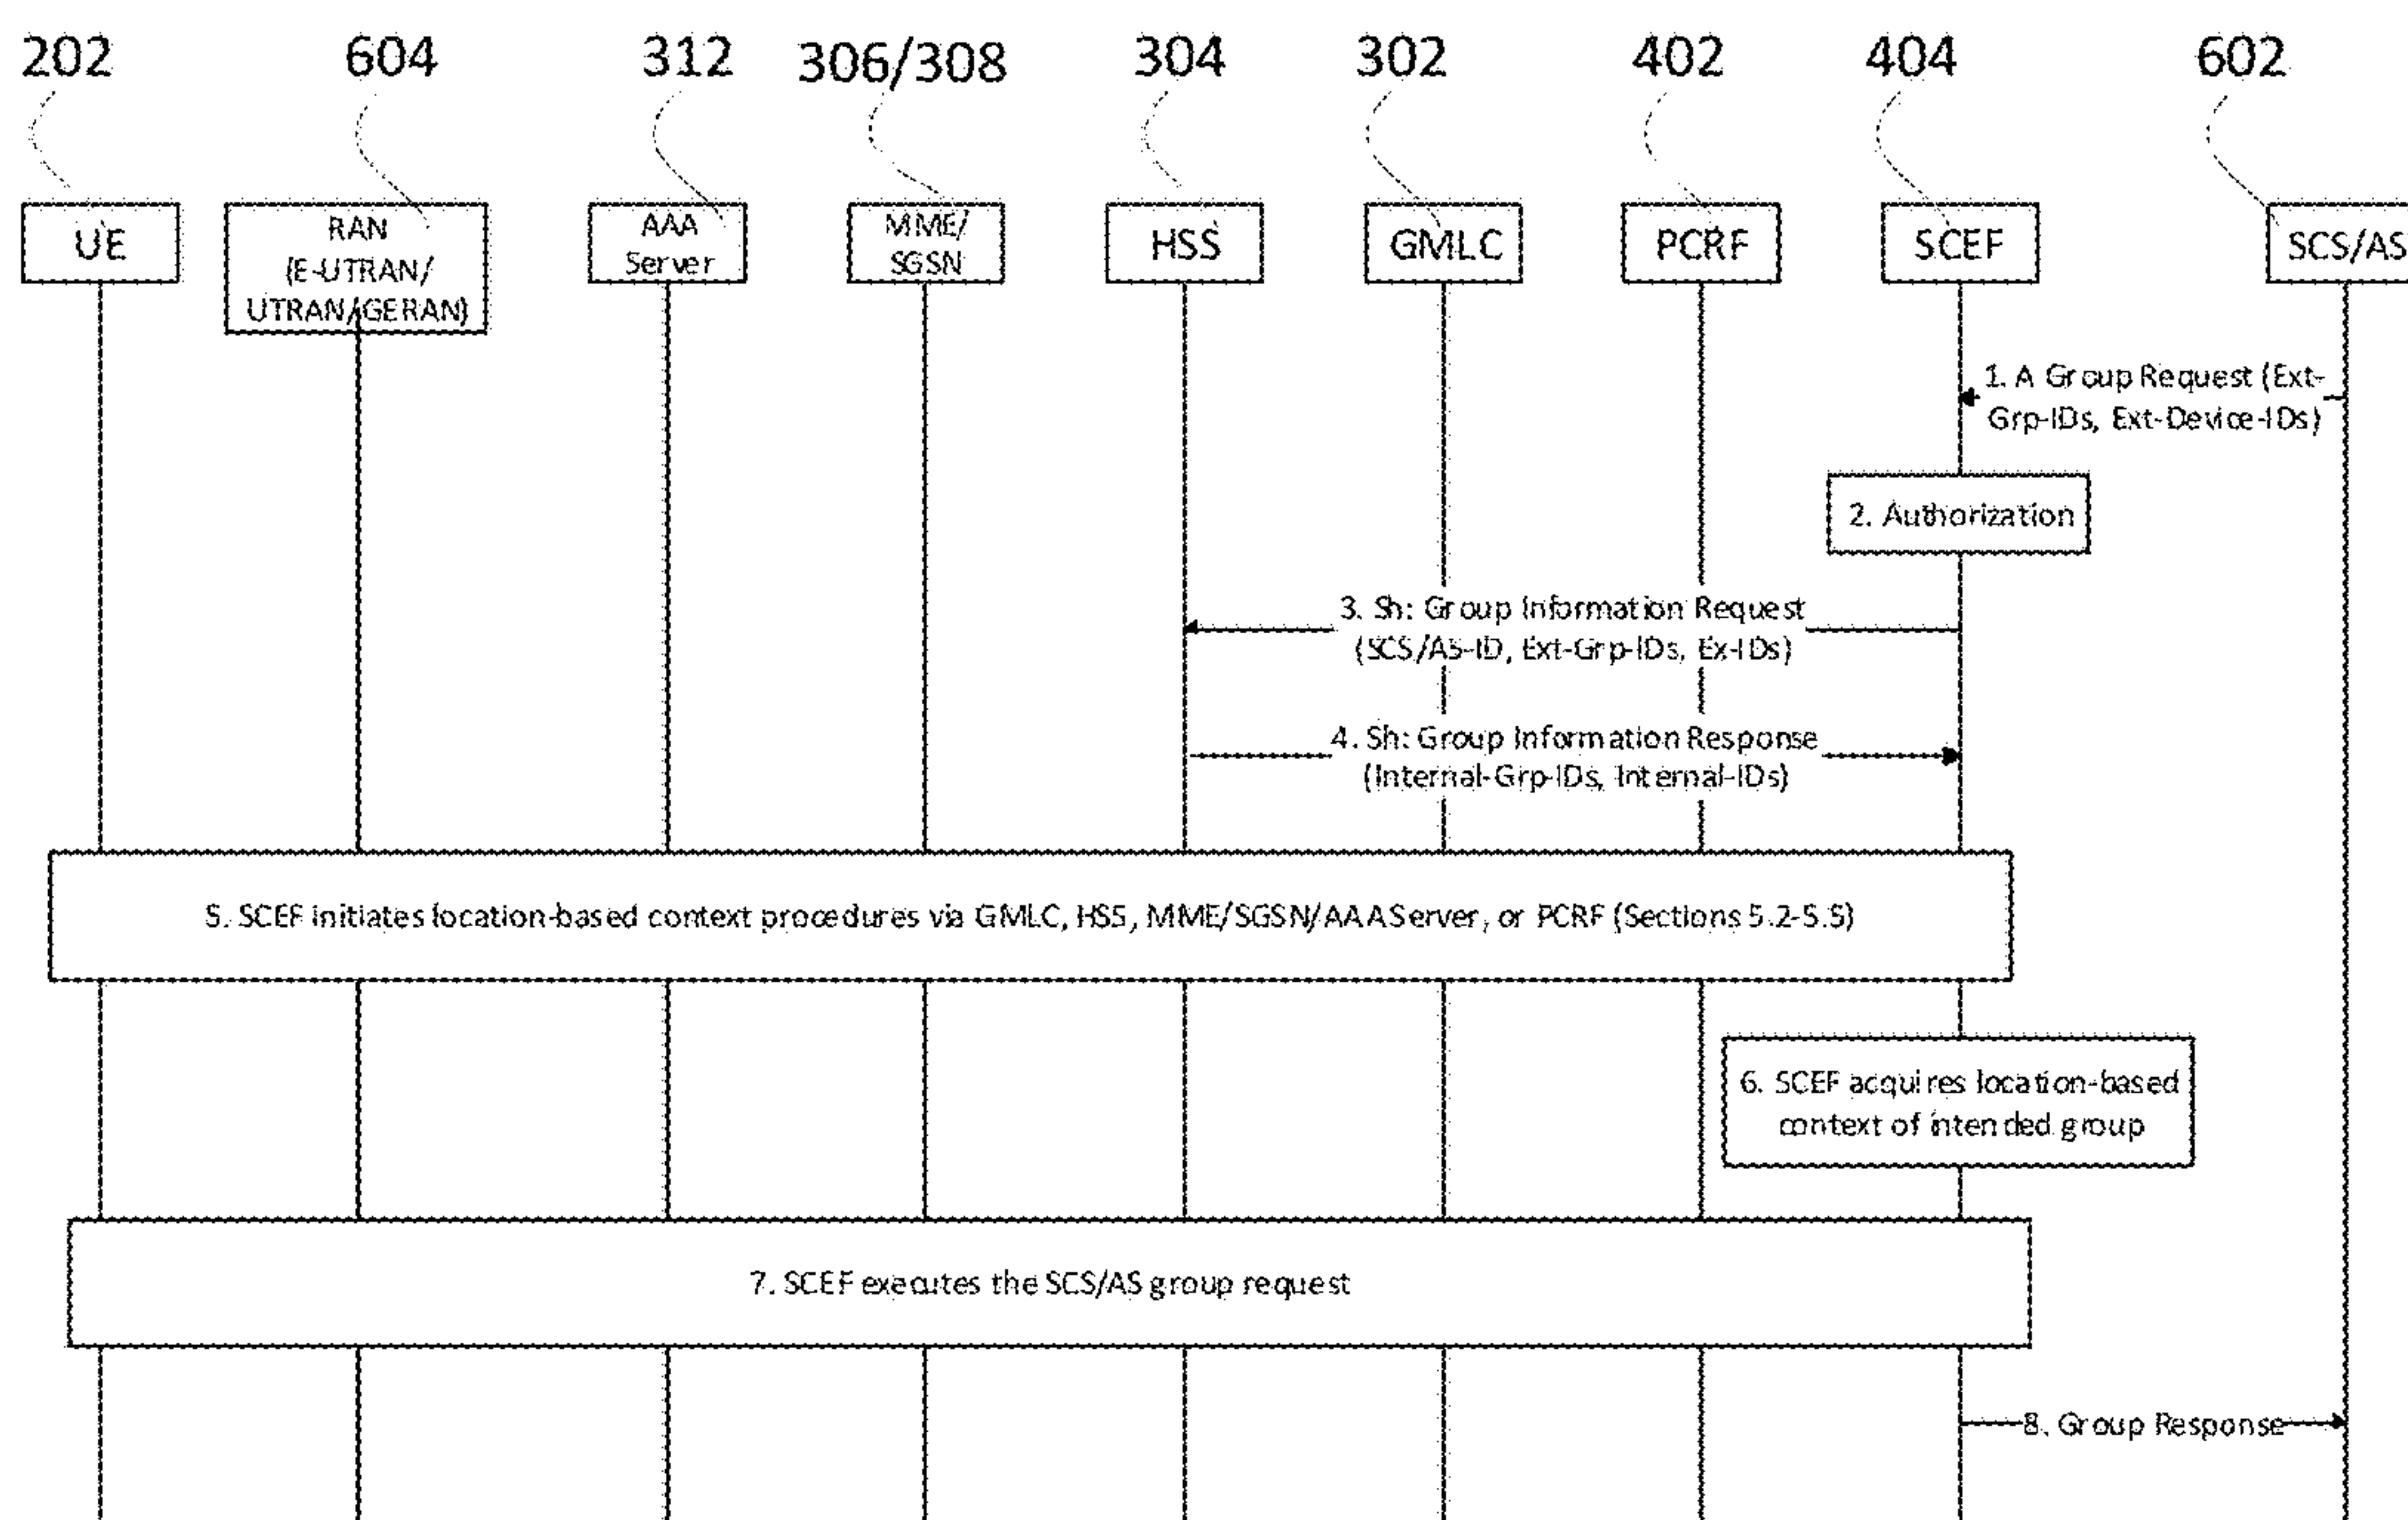 202 604 312 306/308 304 302 402 404 602
UE
RAN
(E-UTRAN/
UTRAN/GERAN)
AAA
Server
MME/
SGSN
HSS
GMLC
PCRF
SCEF
SCS/AS
1. A Group Request (Ext-
Grp-IDs, Ext-Device-IDs)
2. Authorization
3. Sh: Group Information Request
(SCS/AS-ID, Ext-Grp-IDs, Ex-IDs)
4. Sh: Group Information Response
(Internal-Grp-IDs, Internal-IDs)
5. SCEF initiates location-based context procedures via GMLC, HSS, MME/SGSN/AAA Server, or PCRF (Sections 5.2-5.5)
6. SCEF acquires location-based
context of intended group
7. SCEF executes the SCS/AS group request
8. Group Response